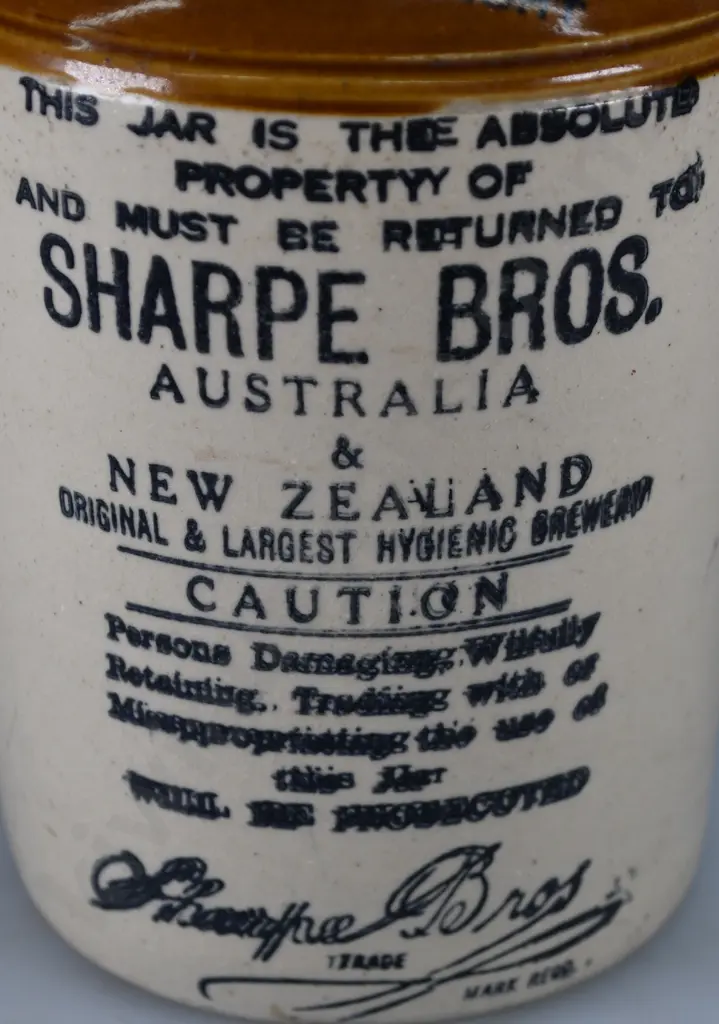 THIS JAR IS THE ABSOLUTE
PROPERTY OF
AND MUST BE RETURNED TO
SHARPE BROS.
AUSTRALIA
&
NEW ZEALAND
ORIGINAL & LARGEST HYGIENIC BREWERY
CAUTION
Persons Damaging, Wilfully
Retaining, Trading with or
Misappropriating the use of
this Jar
WILL BE PROSECUTED
Sharpe Bros
TRADE
MARK REGD.